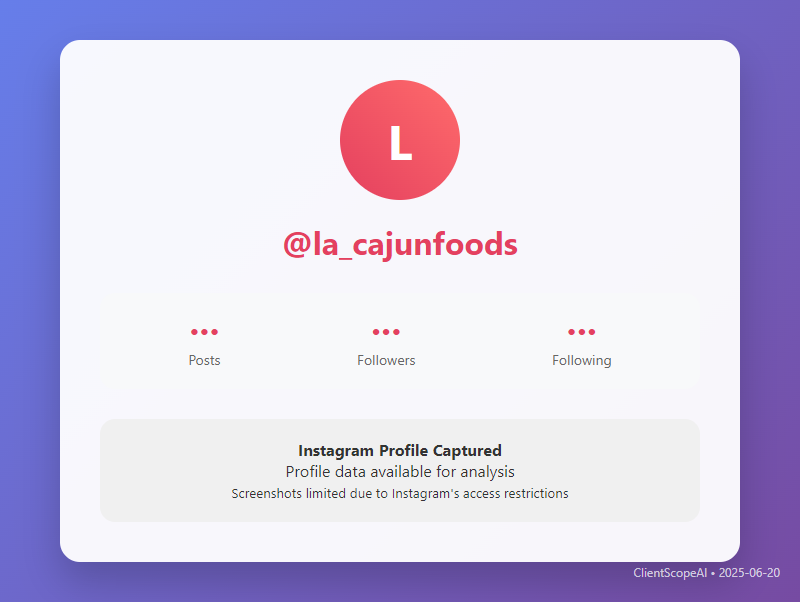 L
@la_cajunfoods
••• ••• •••
Posts Followers Following
Instagram Profile Captured
Profile data available for analysis
Screenshots limited due to Instagram's access restrictions
ClientScopeAI • 2025-06-20